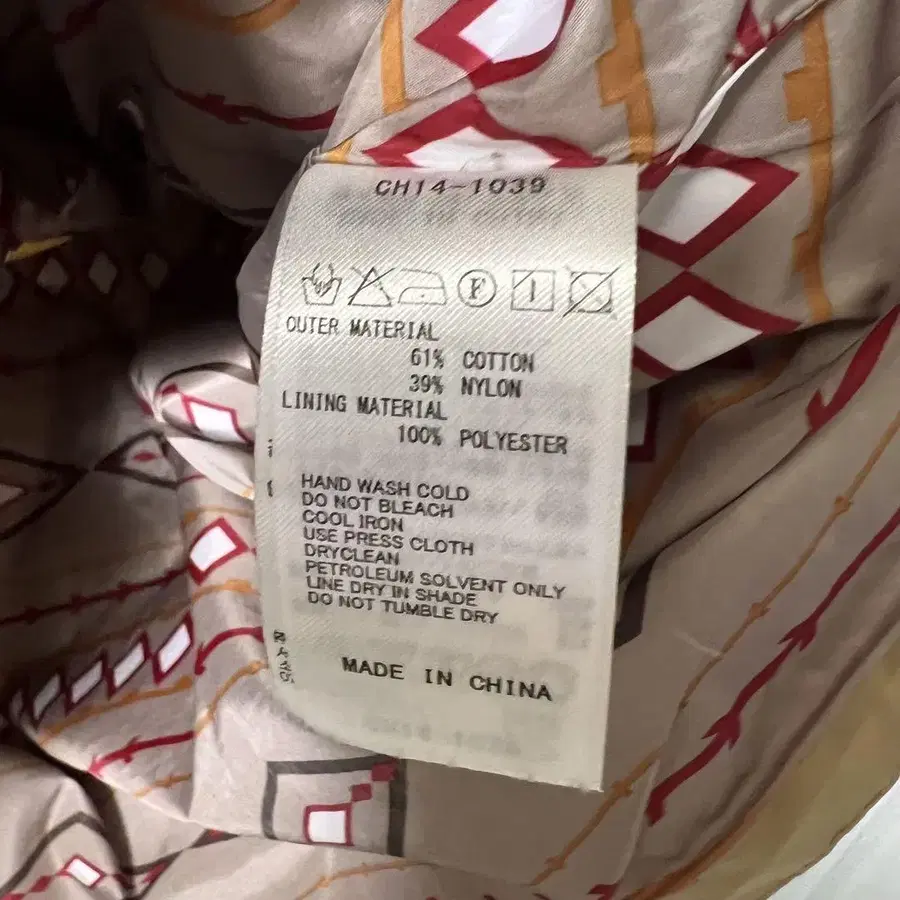 CH14-1039
F
OUTER MATERIAL
61% COTTON
39% NYLON
LINING MATERIAL
100% POLYESTER
HAND WASH COLD
DO NOT BLEACH
COOL IRON
USE PRESS CLOTH
DRYCLEAN
PETROLEUM SOLVENT ONLY
LINE DRY IN SHADE
DO NOT TUMBLE DRY
MADE IN CHINA